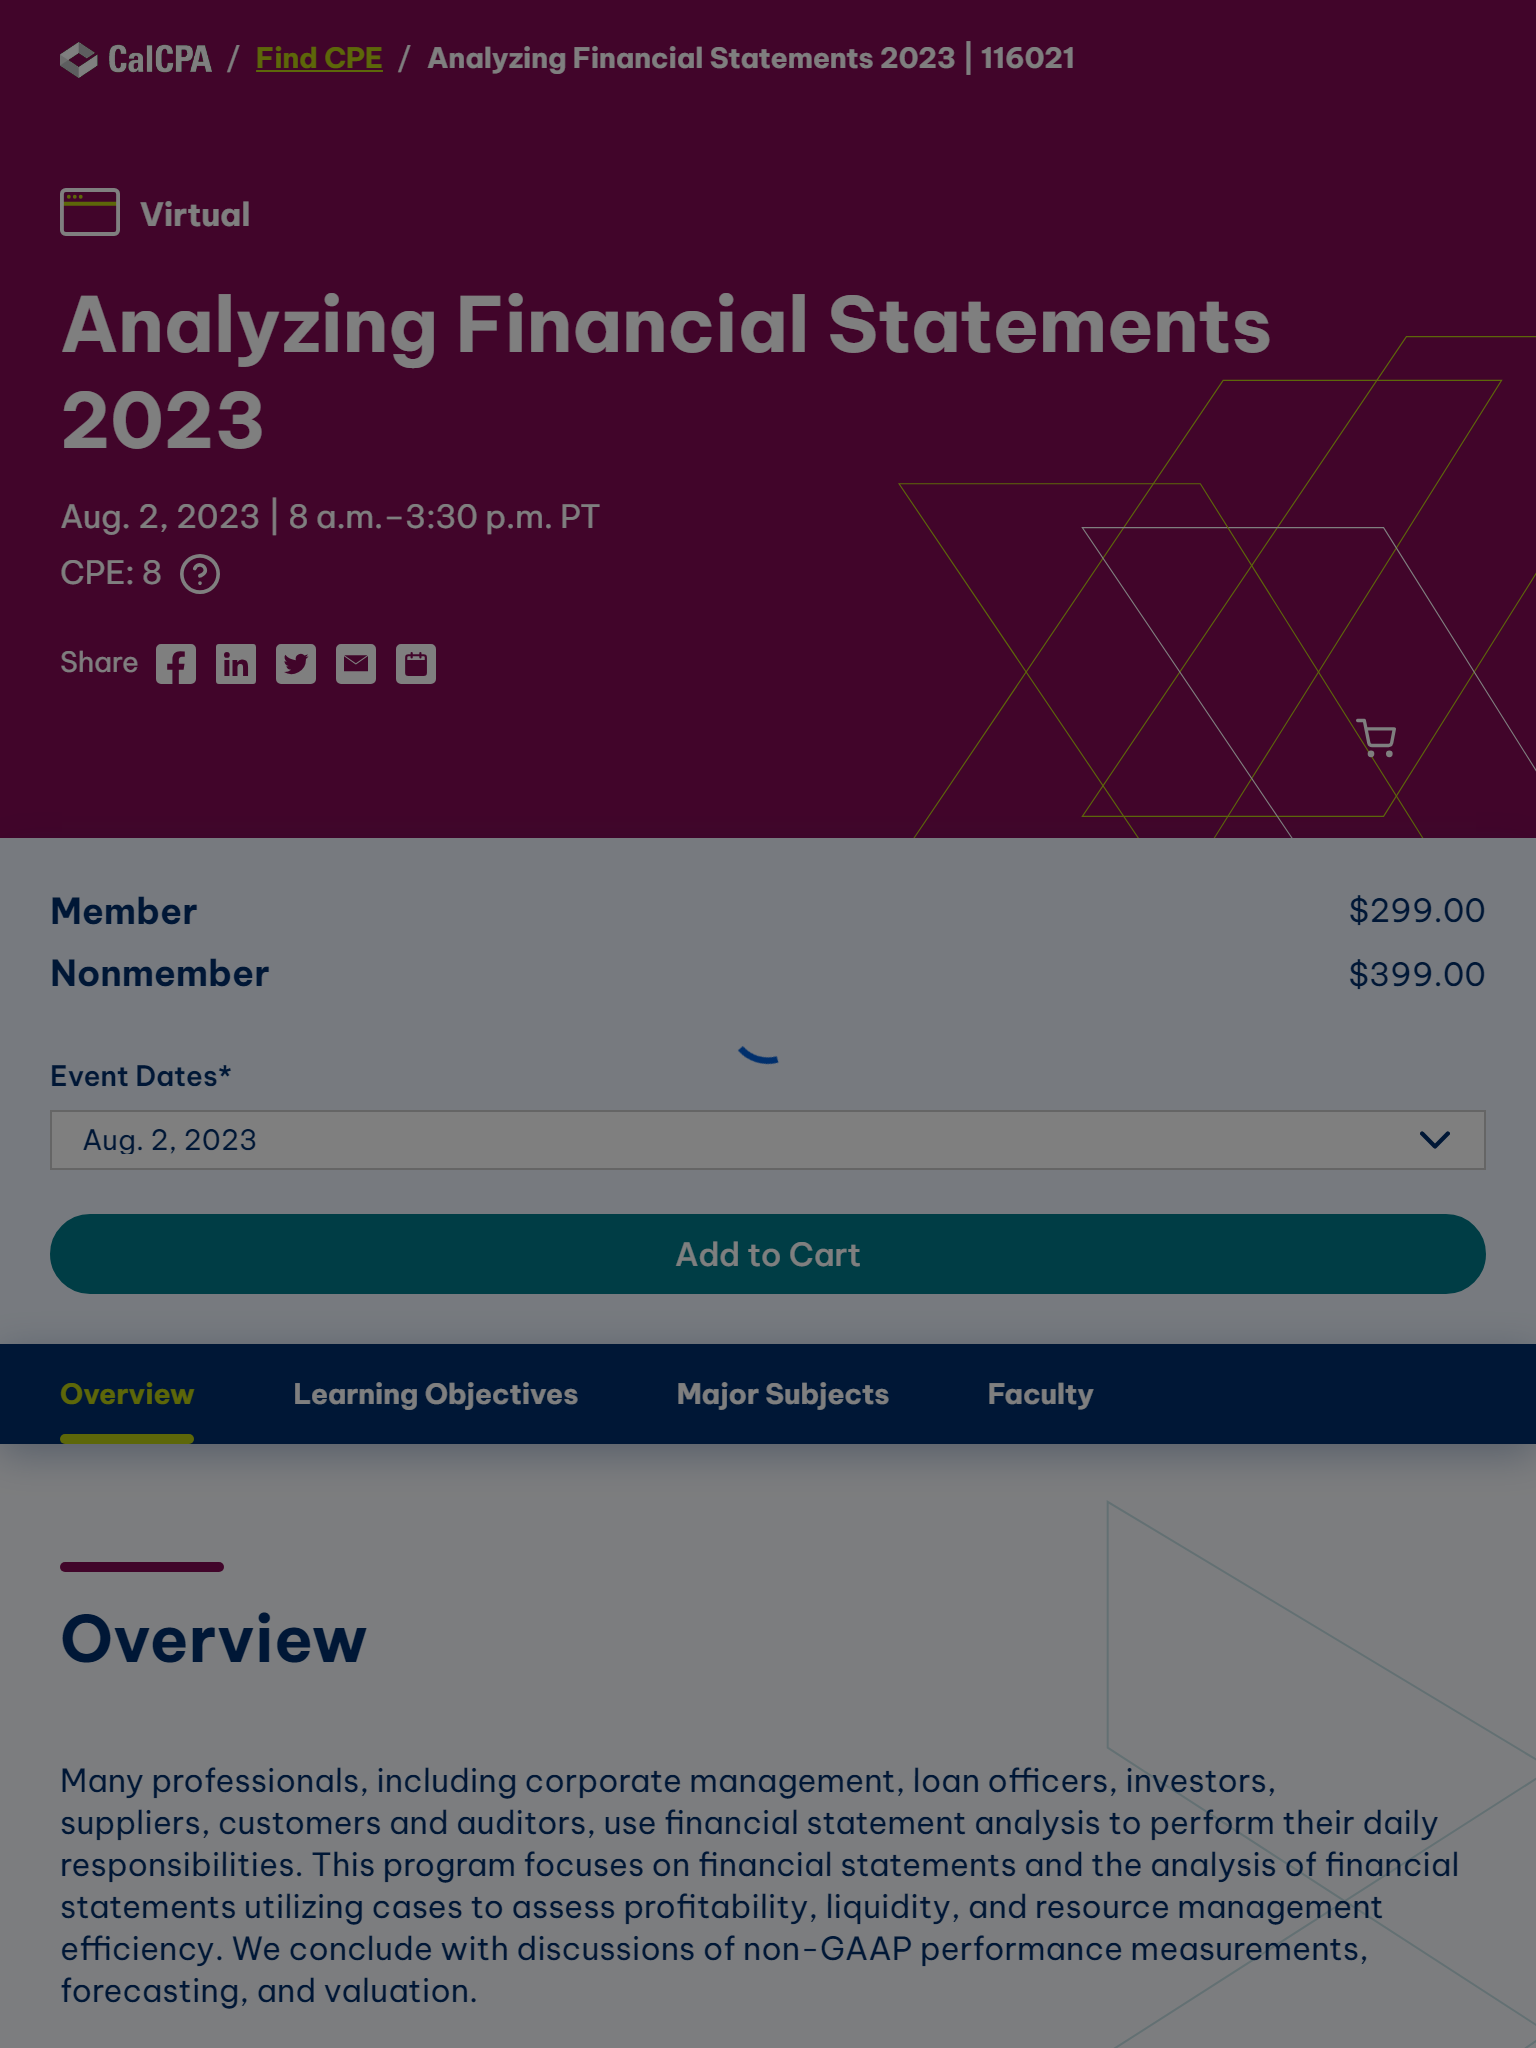 CalCPA / Find CPE / Analyzing Financial Statements 2023 | 116021
Virtual
Analyzing Financial Statements
2023
Aug. 2, 2023 | 8 a.m.–3:30 p.m. PT
CPE: 8 ?
Share
Member $299.00
Nonmember $399.00
Event Dates*
Aug. 2, 2023
Add to Cart
Overview Learning Objectives Major Subjects Faculty
Overview
Many professionals, including corporate management, loan officers, investors,
suppliers, customers and auditors, use financial statement analysis to perform their daily
responsibilities. This program focuses on financial statements and the analysis of financial
statements utilizing cases to assess profitability, liquidity, and resource management
efficiency. We conclude with discussions of non-GAAP performance measurements,
forecasting, and valuation.